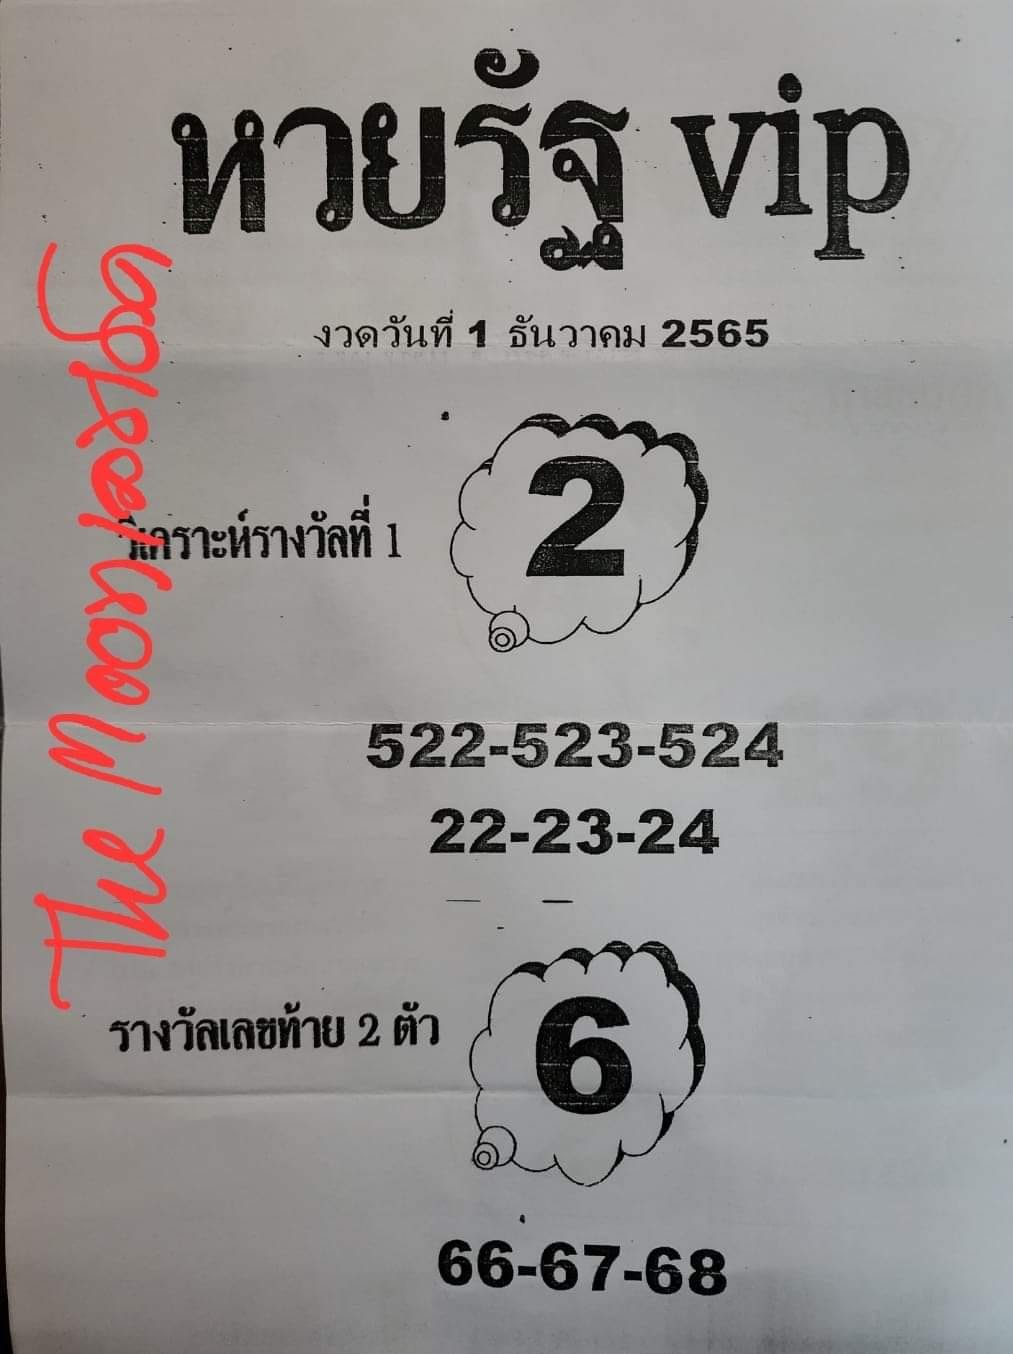 หวยรัฐ vip
งวดวันที่ 1 ธันวาคม 2565
วิเคราะห์รางวัลที่ 1
2
522-523-524
22-23-24
รางวัลเลขท้าย 2 ตัว
6
66-67-68
The Moon